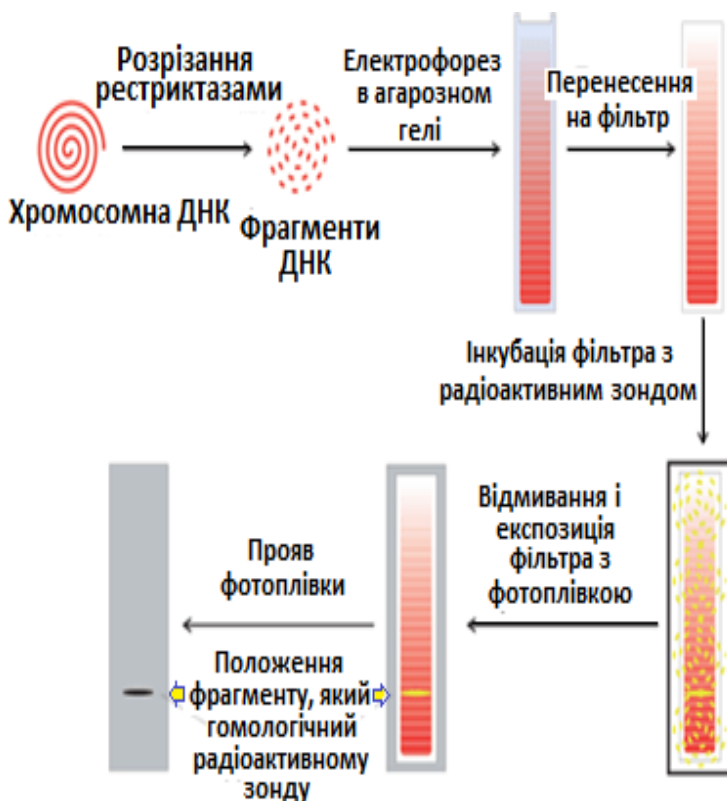 Розрізання
рестриктазами
Хромосомна ДНК
Фрагменти
ДНК
Електрофорез
в агарозном
гелі
Перенесення
на фільтр
Інкубація фільтра з
радіоактивним зондом
Відмивання і
експозиція
фільтра з
фотоплівкою
Прояв
фотоплівки
Положення
фрагменту, який
гомологічний
радіоактивному
зонду